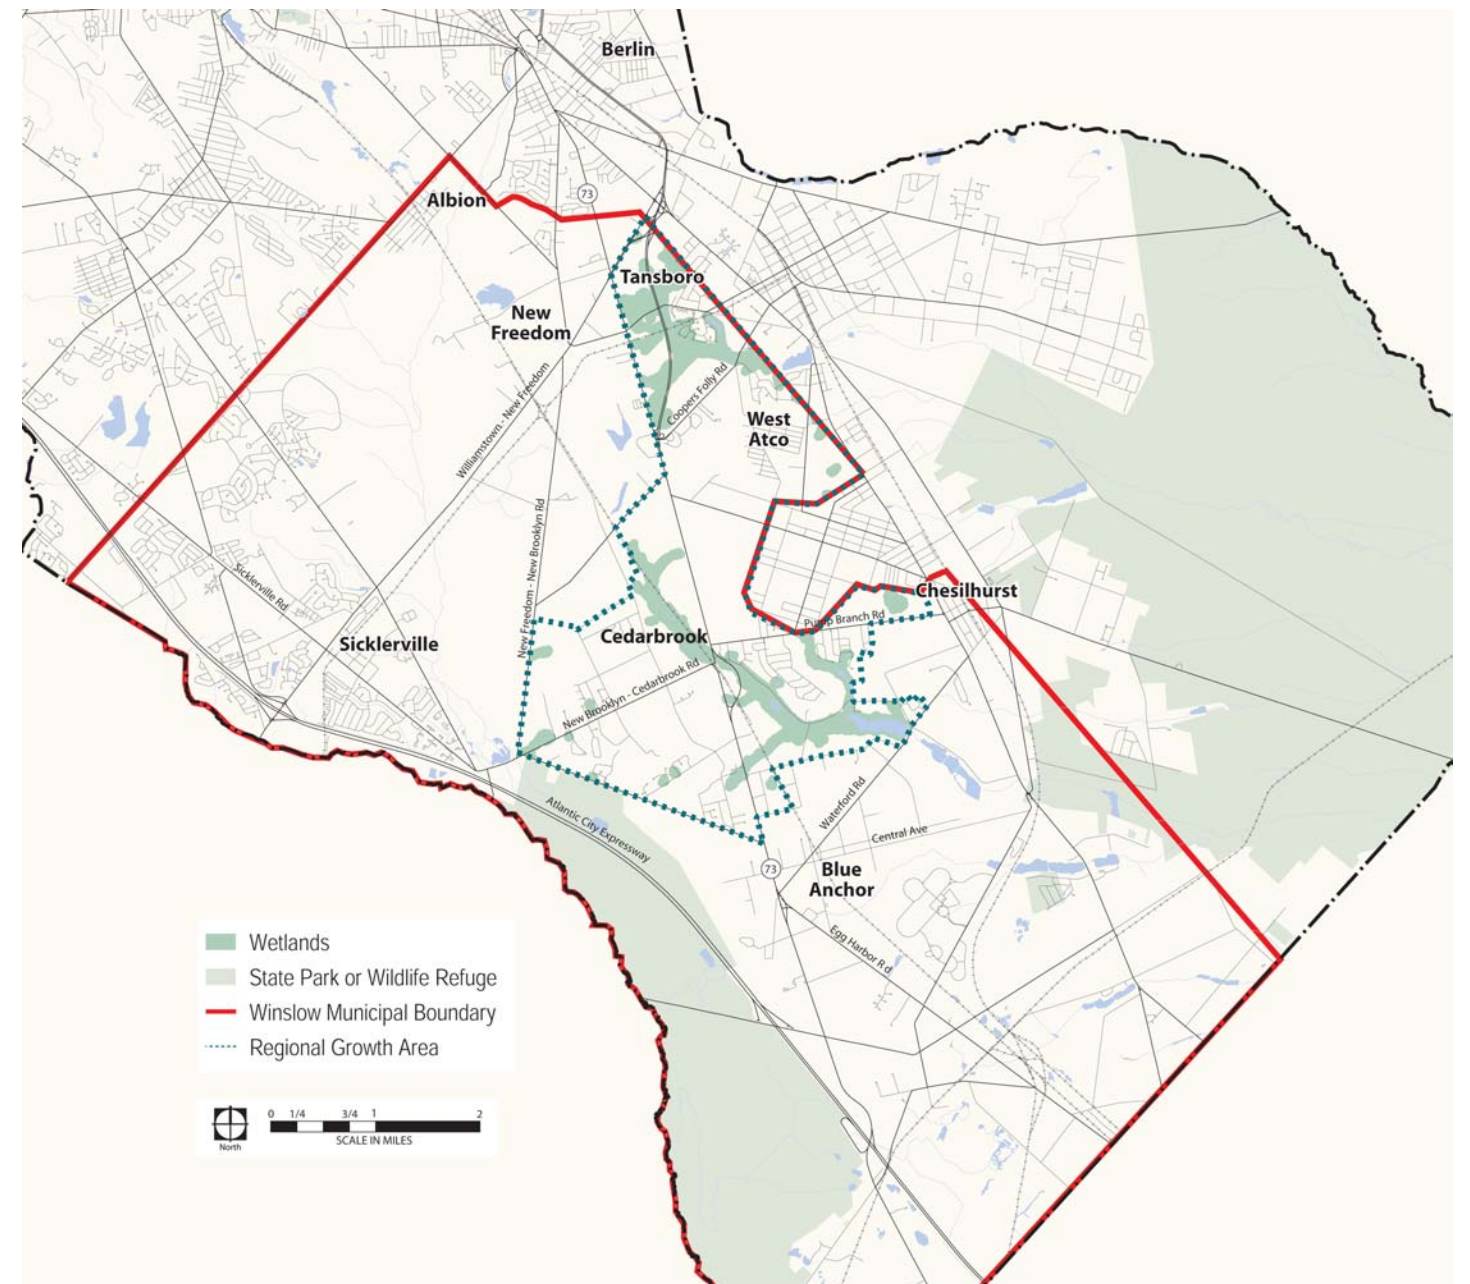 Berlin
Albion
73
Tansboro
New
Freedom
Williamstown - New Freedom
Coopers Folly Rd
West
Atco
New Freedom - New Brooklyn Rd
Sicklerville Rd
Chesilhurst
Pump Branch Rd
Sicklerville
Cedarbrook
New Brooklyn - Cedarbrook Rd
Atlantic City Expressway
Waterford Rd
Central Ave
73
Blue
Anchor
Egg Harbor Rd
Wetlands
State Park or Wildlife Refuge
Winslow Municipal Boundary
Regional Growth Area
North
0 1/4 3/4 1 2
SCALE IN MILES